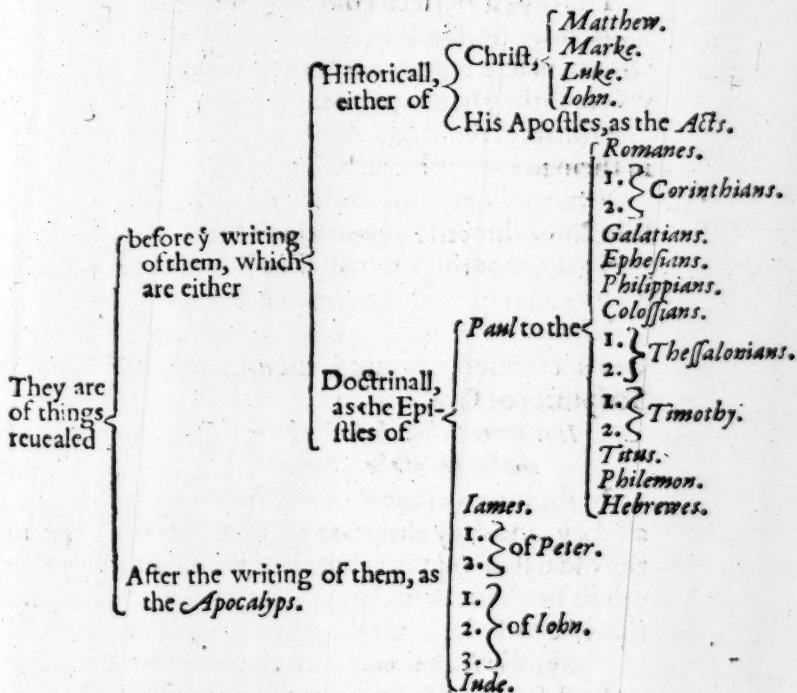 They are
of things
reuealed
before ẏ writing
of them, which
are either
Hiſtoricall,
either of
Chriſt,
Matthew.
Marke.
Luke.
Iohn.
His Apoſtles, as the Acts.
Doctrinall,
as the Epi-
ſtles of
Paul to the
Romanes.
1.
2.
Corinthians.
Galatians.
Epheſians.
Philippians.
Coloſſians.
1.
2.
Theſſalonians.
1.
2.
Timothy.
Titus.
Philemon.
Hebrewes.
Iames.
1.
2.
of Peter.
1.
2.
3.
of Iohn.
Iude.
After the writing of them, as
the Apocalyps.